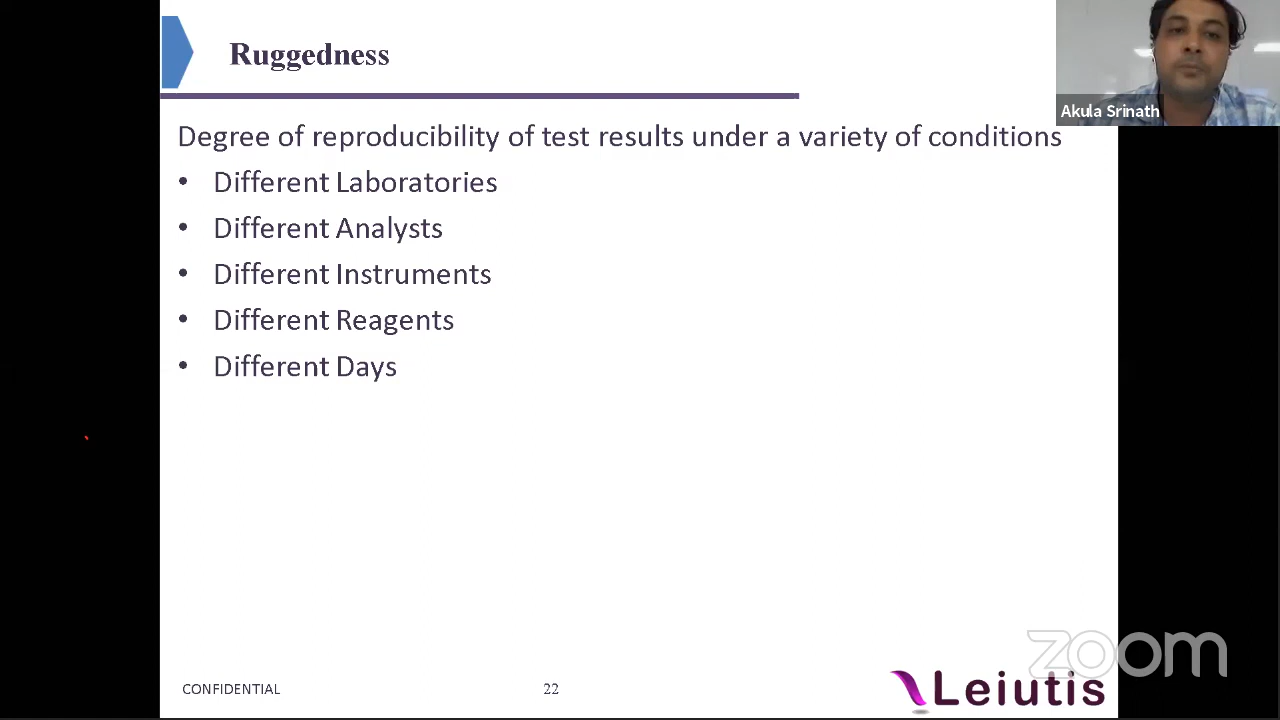 Ruggedness
Akula Srinath
Degree of reproducibility of test results under a variety of conditions
• Different Laboratories
• Different Analysts
• Different Instruments
• Different Reagents
• Different Days
zoom
CONFIDENTIAL
22
Leiutis